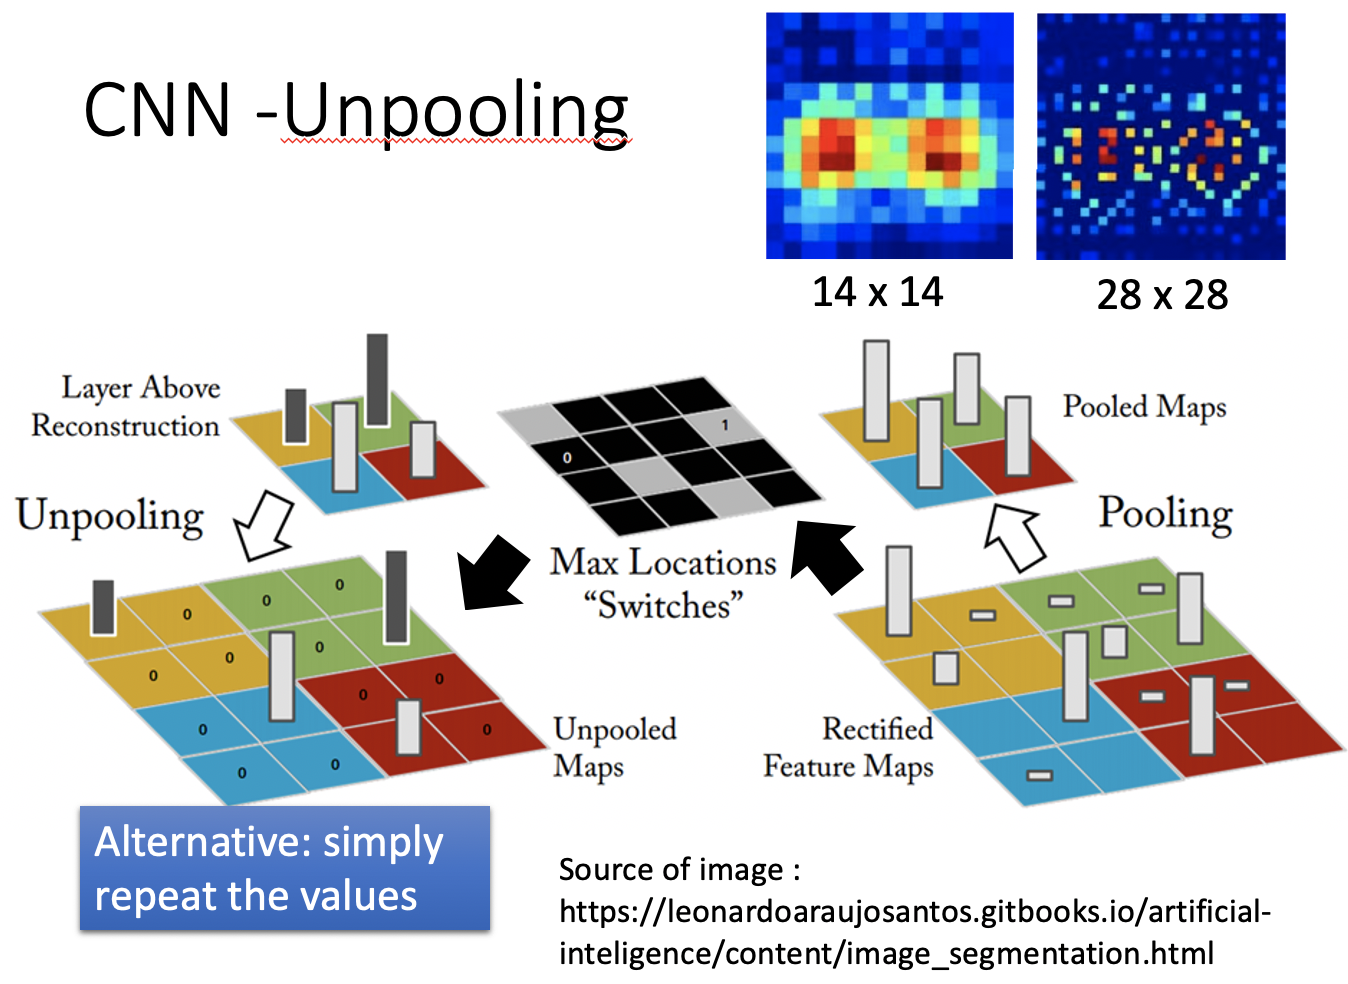 CNN -Unpooling
14 x 14
28 x 28
Layer Above
Reconstruction
Pooled Maps
1
0
Unpooling
Pooling
Max Locations
“Switches”
0
0
0
0
0
0
0
0
0
0
0
0
Unpooled
Maps
Rectified
Feature Maps
Alternative: simply
repeat the values
Source of image :
https://leonardoaraujosantos.gitbooks.io/artificial-
inteligence/content/image_segmentation.html